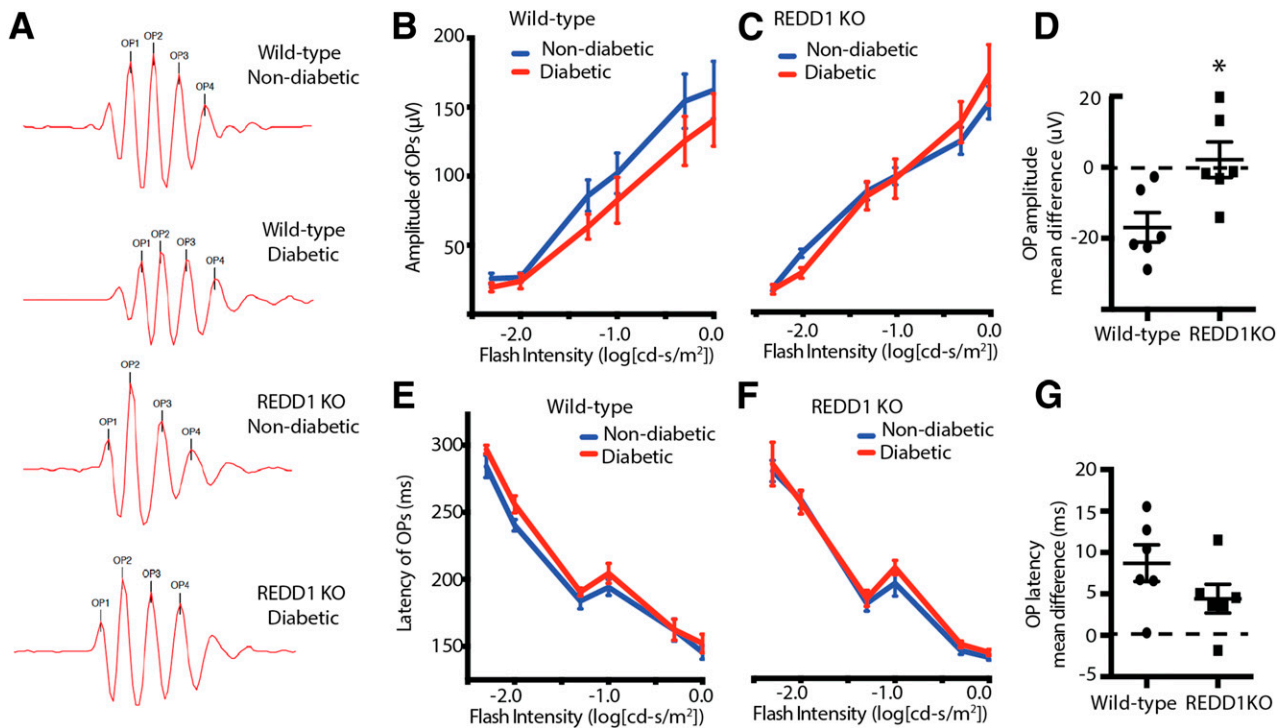 A
OP1
OP2
OP3
OP4
Wild-type
Non-diabetic
OP1
OP2
OP3
OP4
Wild-type
Diabetic
OP1
OP2
OP3
OP4
REDD1 KO
Non-diabetic
OP1
OP2
OP3
OP4
REDD1 KO
Diabetic
B
Wild-type
Non-diabetic
Diabetic
Amplitude of OPs (µV)
200
150
100
50
-2.0
-1.0
0.0
Flash Intensity (log[cd-s/m²])
C
REDD1 KO
Non-diabetic
Diabetic
-2.0
-1.0
0.0
Flash Intensity (log[cd-s/m²])
D
*
OP amplitude
mean difference (uV)
20
0
-20
Wild-type
REDD1KO
E
Wild-type
Non-diabetic
Diabetic
Latency of OPs (ms)
300
250
200
150
-2.0
-1.0
0.0
Flash Intensity (log[cd-s/m²])
F
REDD1 KO
Non-diabetic
Diabetic
-2.0
-1.0
0.0
Flash Intensity (log[cd-s/m²])
G
OP latency
mean difference (ms)
20
15
10
5
0
-5
Wild-type
REDD1KO